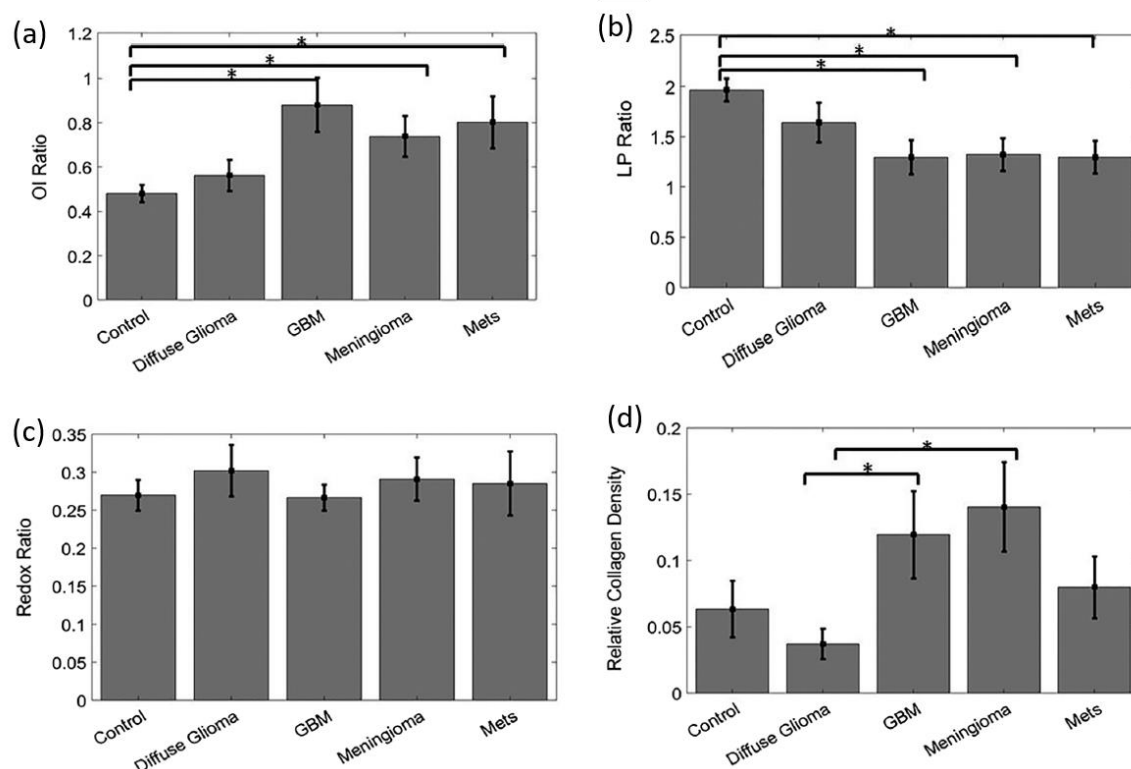 (a)
OI Ratio
1.2
1
0.8
0.6
0.4
0.2
0
*
*
*
Control
Diffuse Glioma
GBM
Meningioma
Mets
(b)
LP Ratio
2.5
2
1.5
1
1.5
0
*
*
*
Control
Diffuse Glioma
GBM
Meningioma
Mets
(c)
Redox Ratio
0.35
0.3
0.25
0.2
0.15
0.1
0.05
0
Control
Diffuse Glioma
GBM
Meningioma
Mets
(d)
Relative Collagen Density
0.2
0.15
0.1
0.05
0
*
*
Control
Diffuse Glioma
GBM
Meningioma
Mets